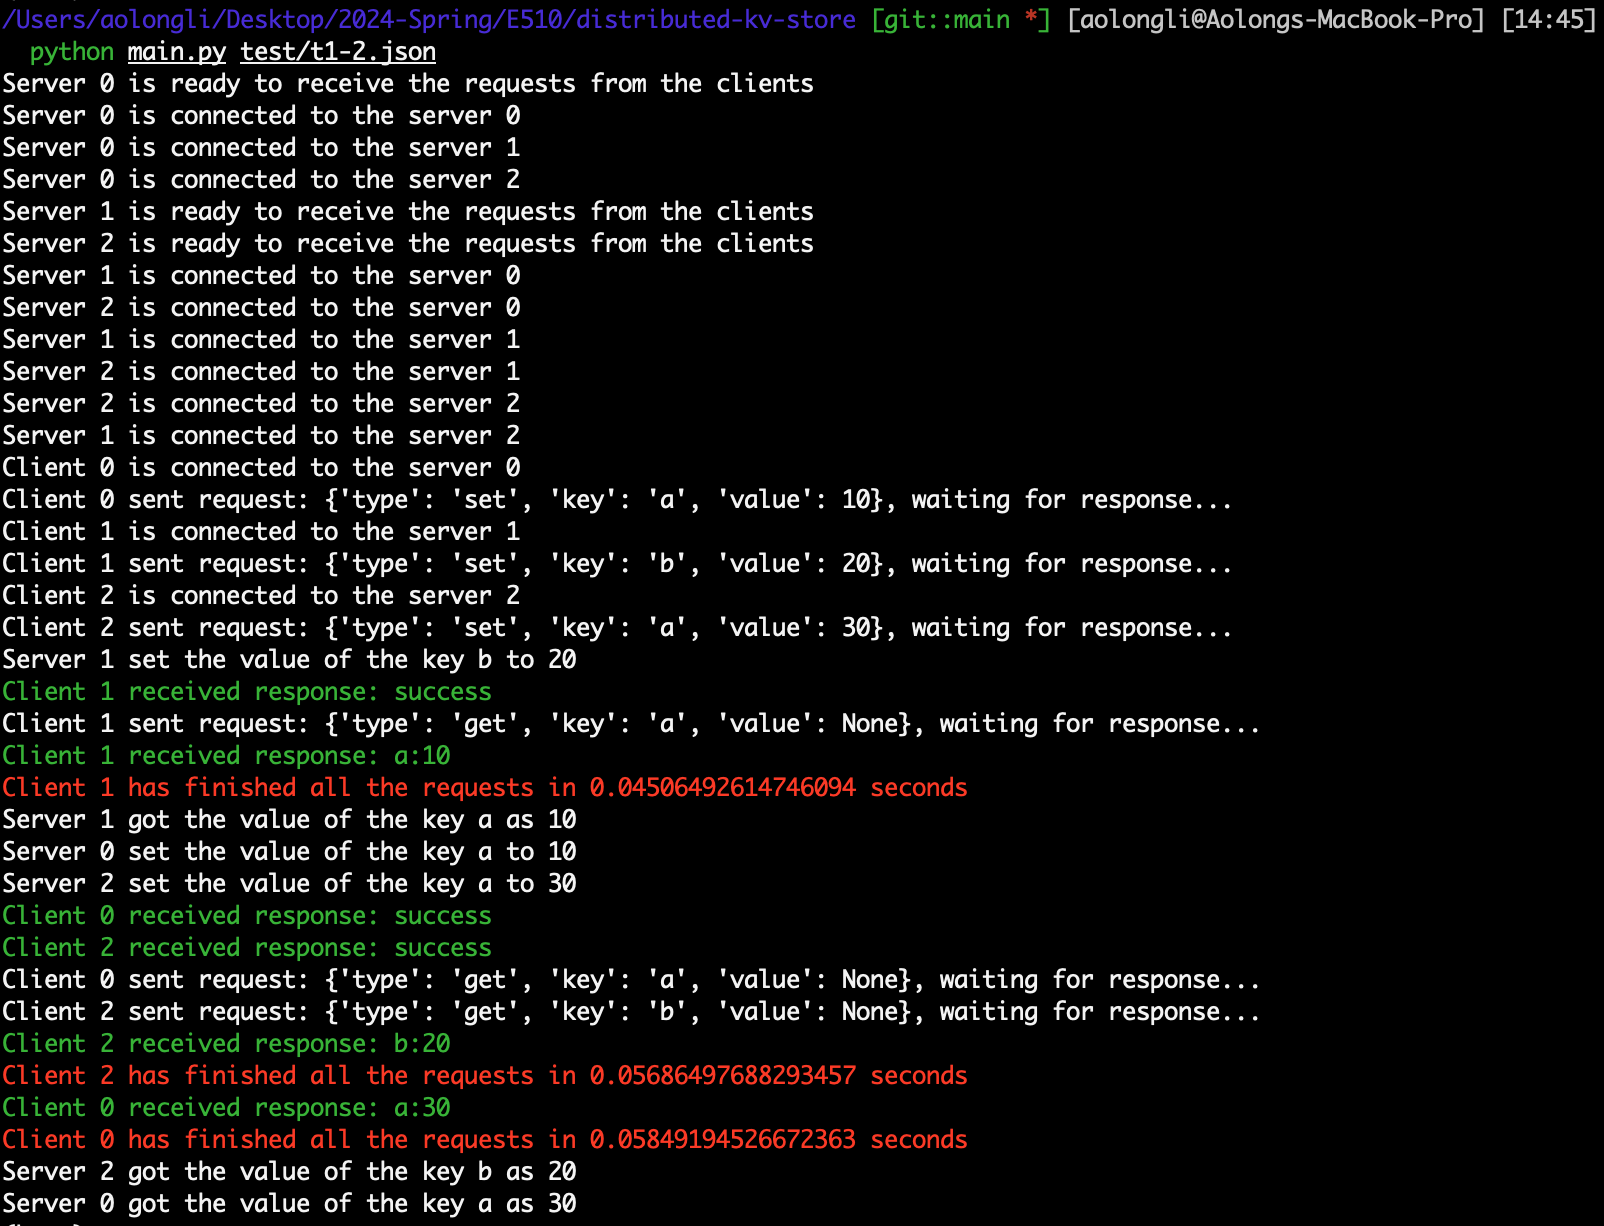 /Users/aolongli/Desktop/2024-Spring/E510/distributed-kv-store [git::main *] [aolongli@Aolongs-MacBook-Pro] [14:45]
python main.py test/t1-2.json
Server 0 is ready to receive the requests from the clients
Server 0 is connected to the server 0
Server 0 is connected to the server 1
Server 0 is connected to the server 2
Server 1 is ready to receive the requests from the clients
Server 2 is ready to receive the requests from the clients
Server 1 is connected to the server 0
Server 2 is connected to the server 0
Server 1 is connected to the server 1
Server 2 is connected to the server 1
Server 2 is connected to the server 2
Server 1 is connected to the server 2
Client 0 is connected to the server 0
Client 0 sent request: {'type': 'set', 'key': 'a', 'value': 10}, waiting for response...
Client 1 is connected to the server 1
Client 1 sent request: {'type': 'set', 'key': 'b', 'value': 20}, waiting for response...
Client 2 is connected to the server 2
Client 2 sent request: {'type': 'set', 'key': 'a', 'value': 30}, waiting for response...
Server 1 set the value of the key b to 20
Client 1 received response: success
Client 1 sent request: {'type': 'get', 'key': 'a', 'value': None}, waiting for response...
Client 1 received response: a:10
Client 1 has finished all the requests in 0.04506492614746094 seconds
Server 1 got the value of the key a as 10
Server 0 set the value of the key a to 10
Server 2 set the value of the key a to 30
Client 0 received response: success
Client 2 received response: success
Client 0 sent request: {'type': 'get', 'key': 'a', 'value': None}, waiting for response...
Client 2 sent request: {'type': 'get', 'key': 'b', 'value': None}, waiting for response...
Client 2 received response: b:20
Client 2 has finished all the requests in 0.05686497688293457 seconds
Client 0 received response: a:30
Client 0 has finished all the requests in 0.05849194526672363 seconds
Server 2 got the value of the key b as 20
Server 0 got the value of the key a as 30